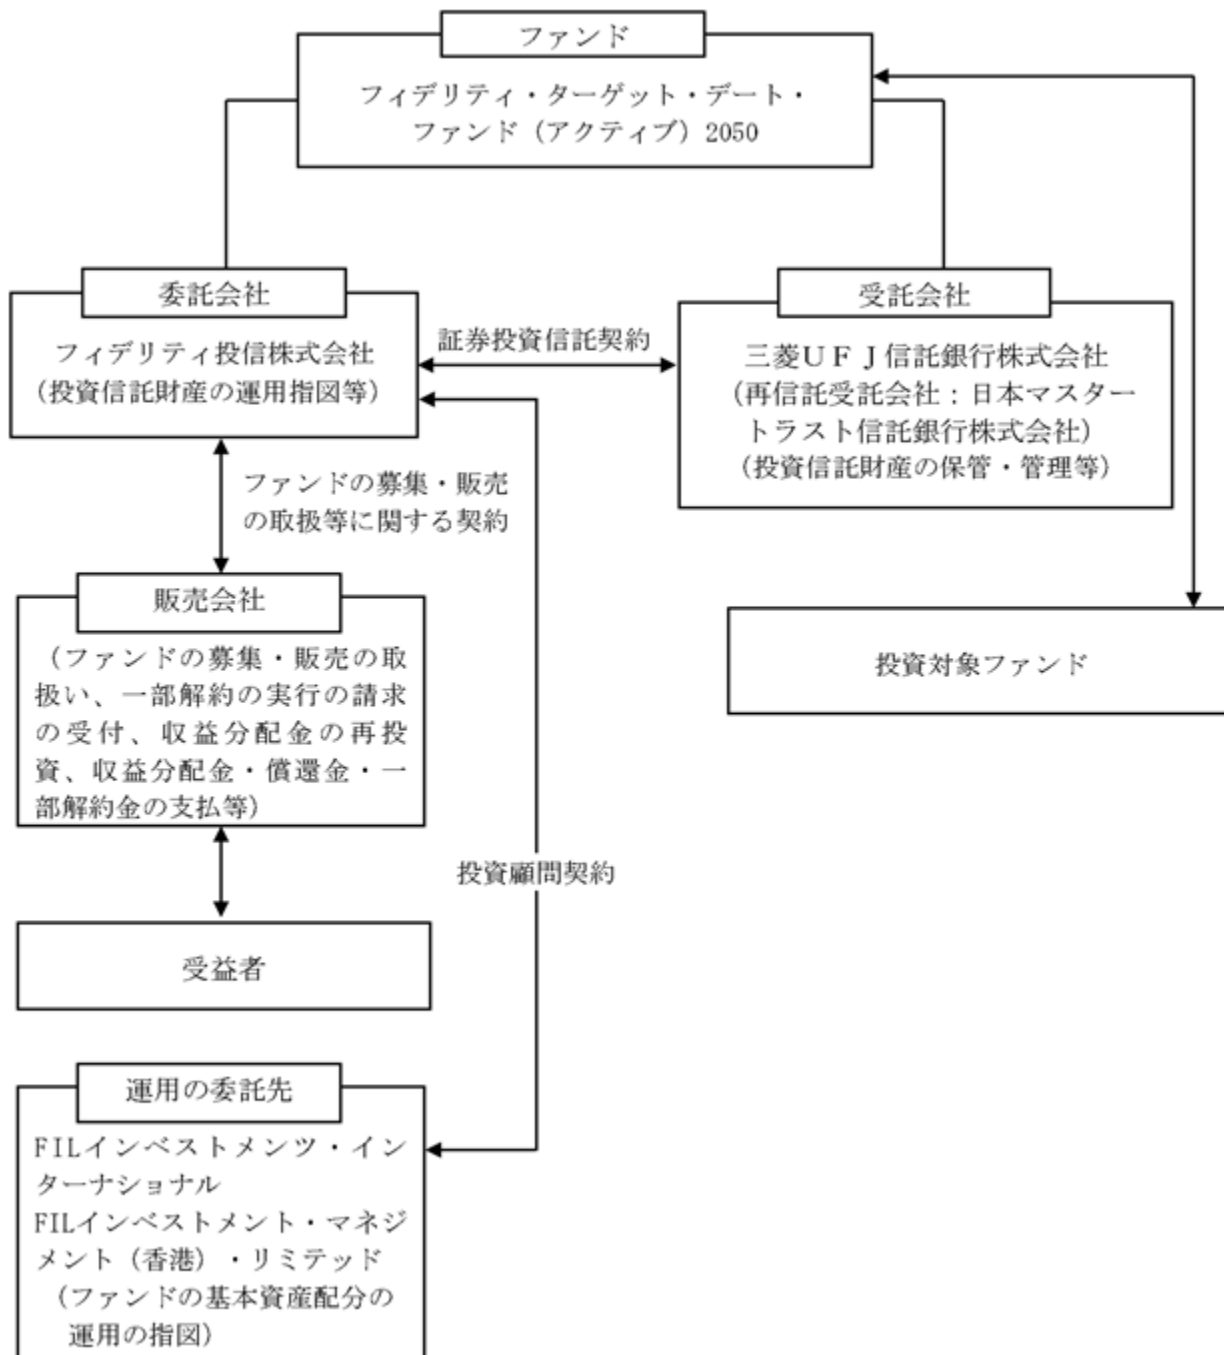 ファンド
フィデリティ・ターゲット・デート・
ファンド（アクティブ）2050
委託会社
フィデリティ投信株式会社
（投資信託財産の運用指図等）
証券投資信託契約
受託会社
三菱ＵＦＪ信託銀行株式会社
（再信託受託会社：日本マスター
トラスト信託銀行株式会社）
（投資信託財産の保管・管理等）
ファンドの募集・販売
の取扱等に関する契約
販売会社
（ファンドの募集・販売の取
扱い、一部解約の実行の請求
の受付、収益分配金の再投
資、収益分配金・償還金・一
部解約金の支払等）
投資対象ファンド
投資顧問契約
受益者
運用の委託先
FILインベストメンツ・イン
ターナショナル
FILインベストメント・マネジ
メント（香港）・リミテッド
（ファンドの基本資産配分の
運用の指図）